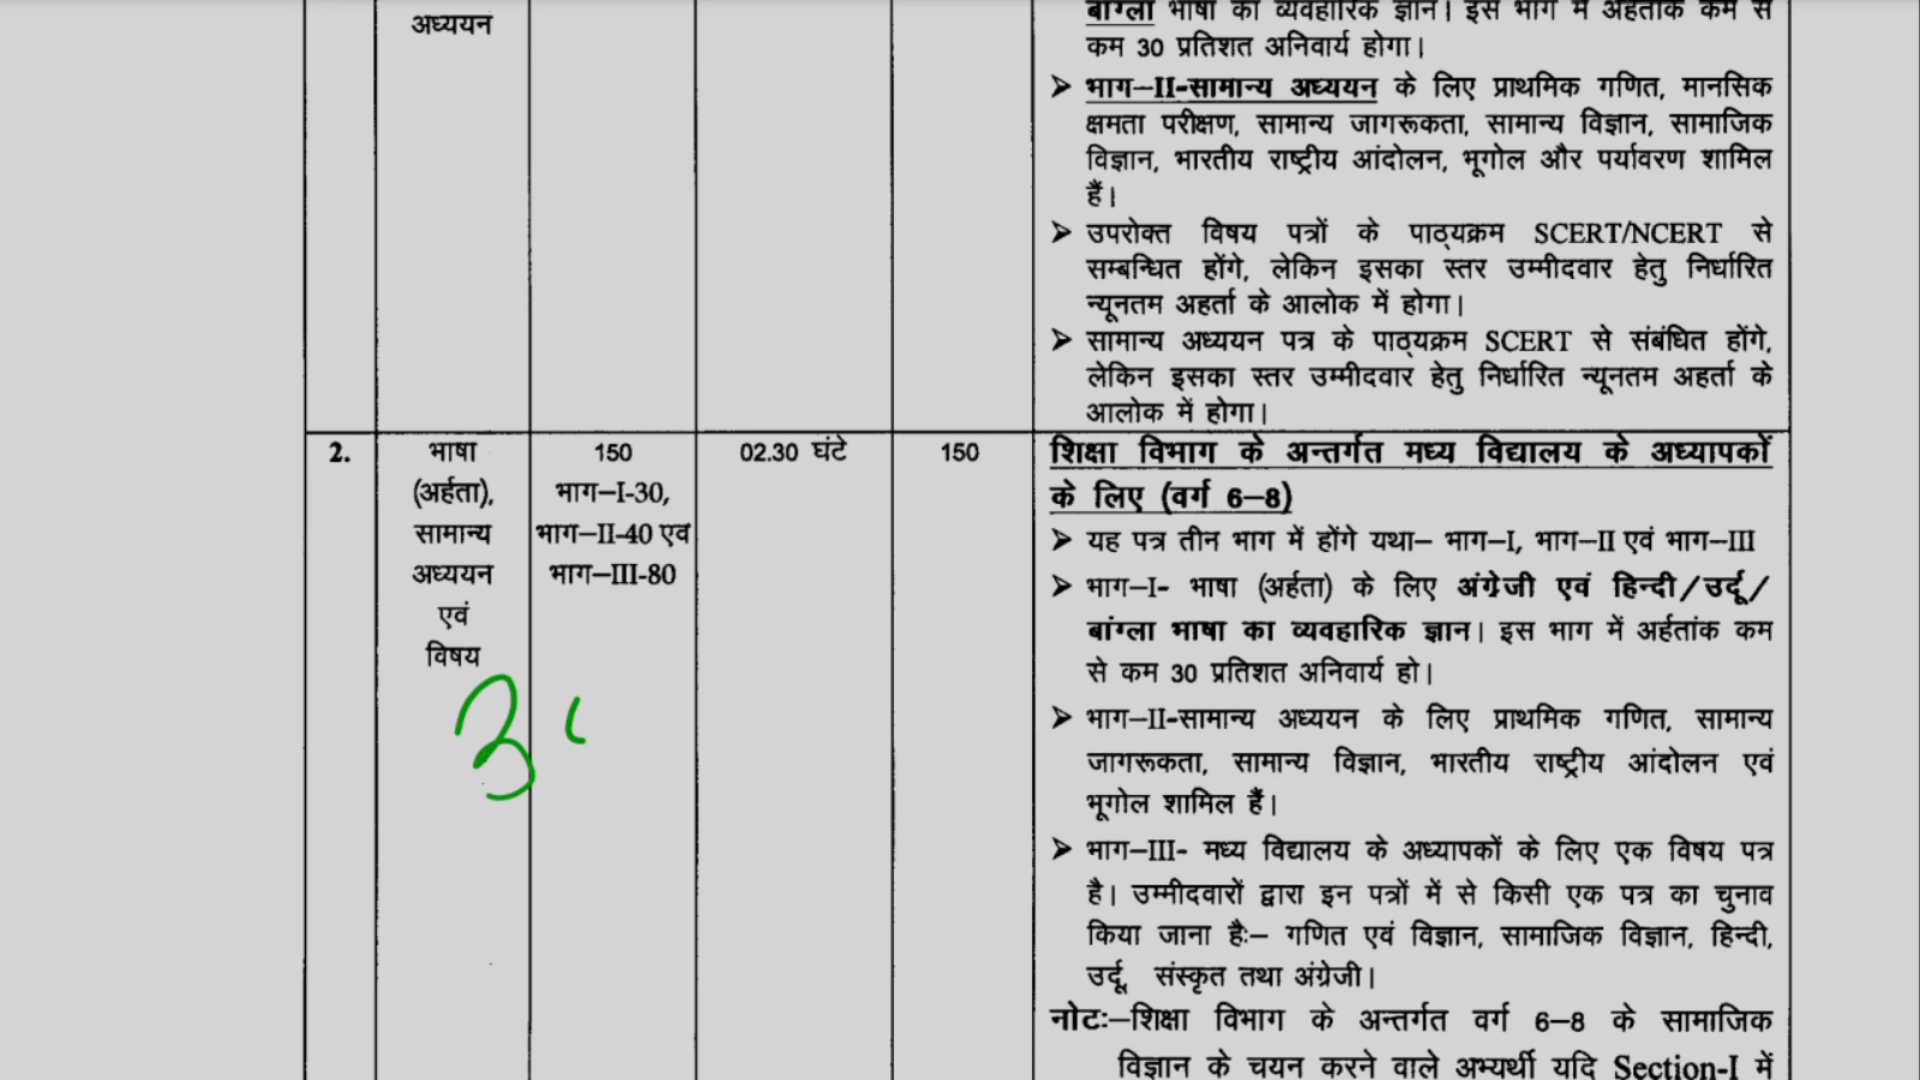 अध्ययन
बांग्ला भाषा का व्यवहारिक ज्ञान। इस भाग में अर्हतांक कम से
कम 30 प्रतिशत अनिवार्य होगा।
➢ भाग–II-सामान्य अध्ययन के लिए प्राथमिक गणित, मानसिक
क्षमता परीक्षण, सामान्य जागरूकता, सामान्य विज्ञान, सामाजिक
विज्ञान, भारतीय राष्ट्रीय आंदोलन, भूगोल और पर्यावरण शामिल
हैं।
➢ उपरोक्त विषय पत्रों के पाठ्यक्रम SCERT/NCERT से
सम्बन्धित होंगे, लेकिन इसका स्तर उम्मीदवार हेतु निर्धारित
न्यूनतम अहर्ता के आलोक में होगा।
➢ सामान्य अध्ययन पत्र के पाठ्यक्रम SCERT से संबंधित होंगे,
लेकिन इसका स्तर उम्मीदवार हेतु निर्धारित न्यूनतम अहर्ता के
आलोक में होगा।
2.
भाषा
(अर्हता),
सामान्य
अध्ययन
एवं
विषय
150
भाग–I-30,
भाग–II-40 एवं
भाग–III-80
02.30 घंटे
150
शिक्षा विभाग के अन्तर्गत मध्य विद्यालय के अध्यापकों
के लिए (वर्ग 6–8)
➢ यह पत्र तीन भाग में होंगे यथा– भाग–I, भाग–II एवं भाग–III
➢ भाग–I- भाषा (अर्हता) के लिए अंग्रेजी एवं हिन्दी/उर्दू/
बांग्ला भाषा का व्यवहारिक ज्ञान। इस भाग में अर्हतांक कम
से कम 30 प्रतिशत अनिवार्य हो।
➢ भाग–II-सामान्य अध्ययन के लिए प्राथमिक गणित, सामान्य
जागरूकता, सामान्य विज्ञान, भारतीय राष्ट्रीय आंदोलन एवं
भूगोल शामिल हैं।
➢ भाग–III- मध्य विद्यालय के अध्यापकों के लिए एक विषय पत्र
है। उम्मीदवारों द्वारा इन पत्रों में से किसी एक पत्र का चुनाव
किया जाना हैः– गणित एवं विज्ञान, सामाजिक विज्ञान, हिन्दी,
उर्दू, संस्कृत तथा अंग्रेजी।
नोटः–शिक्षा विभाग के अन्तर्गत वर्ग 6–8 के सामाजिक
विज्ञान के चयन करने वाले अभ्यर्थी यदि Section-I में
3